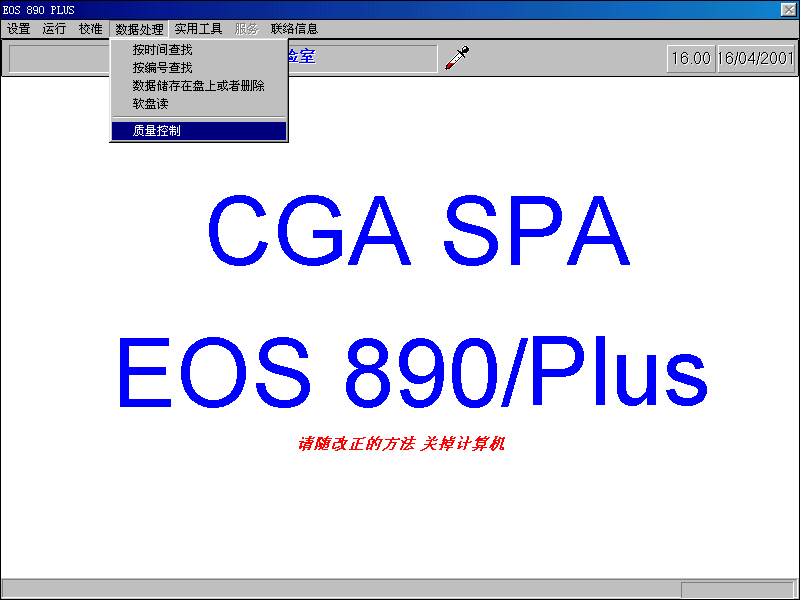 EOS 890 PLUS
设置 运行 校准 数据处理 实用工具 服务 联络信息
按时间查找
按编号查找
数据储存在盘上或者删除
软盘读
质量控制
验室
16.00 16/04/2001
CGA SPA
EOS 890/Plus
请随改正的方法 关掉计算机